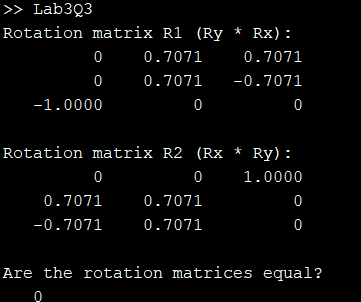 >> Lab3Q3
Rotation matrix R1 (Ry * Rx):
0 0.7071 0.7071
0 0.7071 -0.7071
-1.0000 0 0
Rotation matrix R2 (Rx * Ry):
0 0 1.0000
0.7071 0.7071 0
-0.7071 0.7071 0
Are the rotation matrices equal?
0